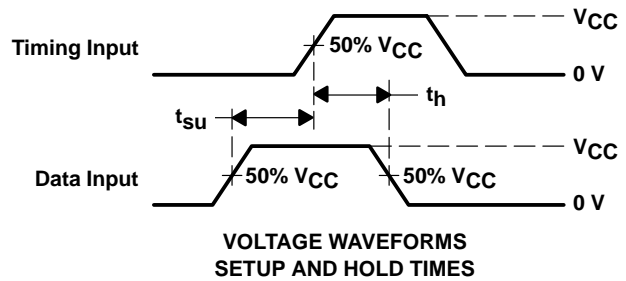 VCC
Timing Input
50% VCC
0 V
th
tsu
VCC
Data Input
50% VCC
50% VCC
0 V
VOLTAGE WAVEFORMS
SETUP AND HOLD TIMES